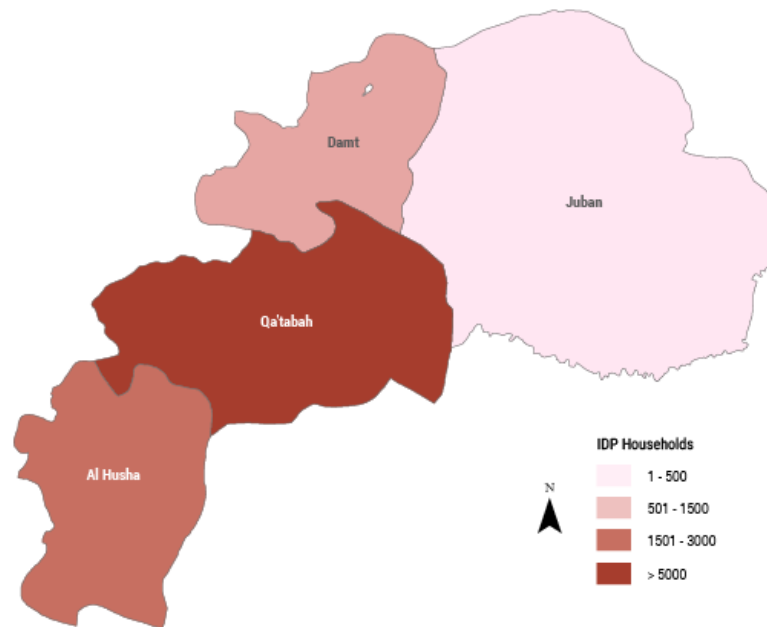 Damt
Juban
Qa'tabah
Al Husha
IDP Households
N
1 - 500
501 - 1500
1501 - 3000
> 5000